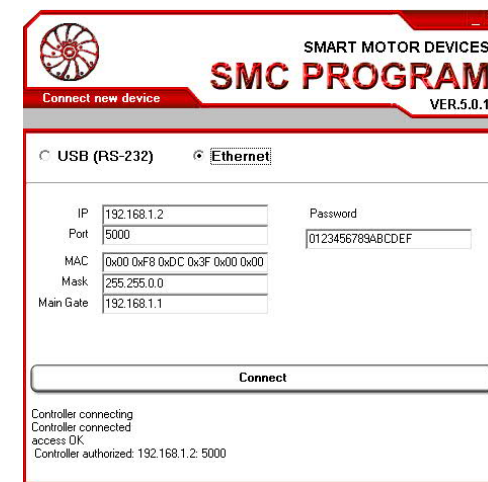 SMART MOTOR DEVICES
SMC PROGRAM
Connect new device
VER.5.0.1
USB (RS-232) Ethernet
IP 192.168.1.2 Password
Port 5000 0123456789ABCDEF
MAC 0x00 0xF8 0xDC 0x3F 0x00 0x00
Mask 255.255.0.0
Main Gate 192.168.1.1
Connect
Controller connecting
Controller connected
access OK
Controller authorized: 192.168.1.2: 5000